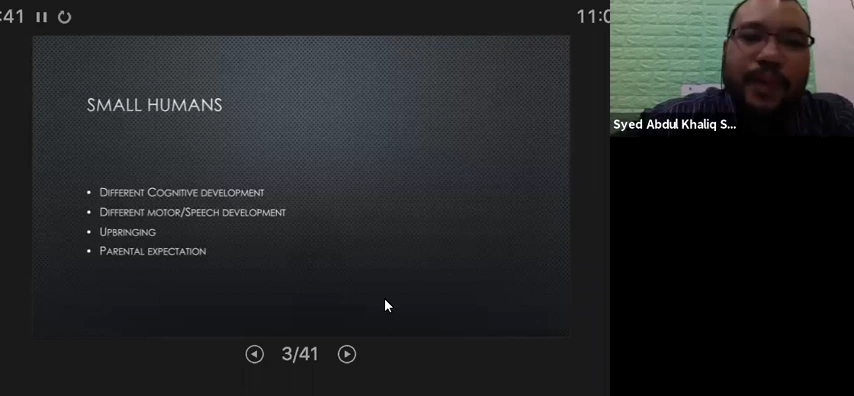 :41
11:0
SMALL HUMANS
• DIFFERENT COGNITIVE DEVELOPMENT
• DIFFERENT MOTOR/SPEECH DEVELOPMENT
• UPBRINGING
• PARENTAL EXPECTATION
3/41
Syed Abdul Khaliq S...